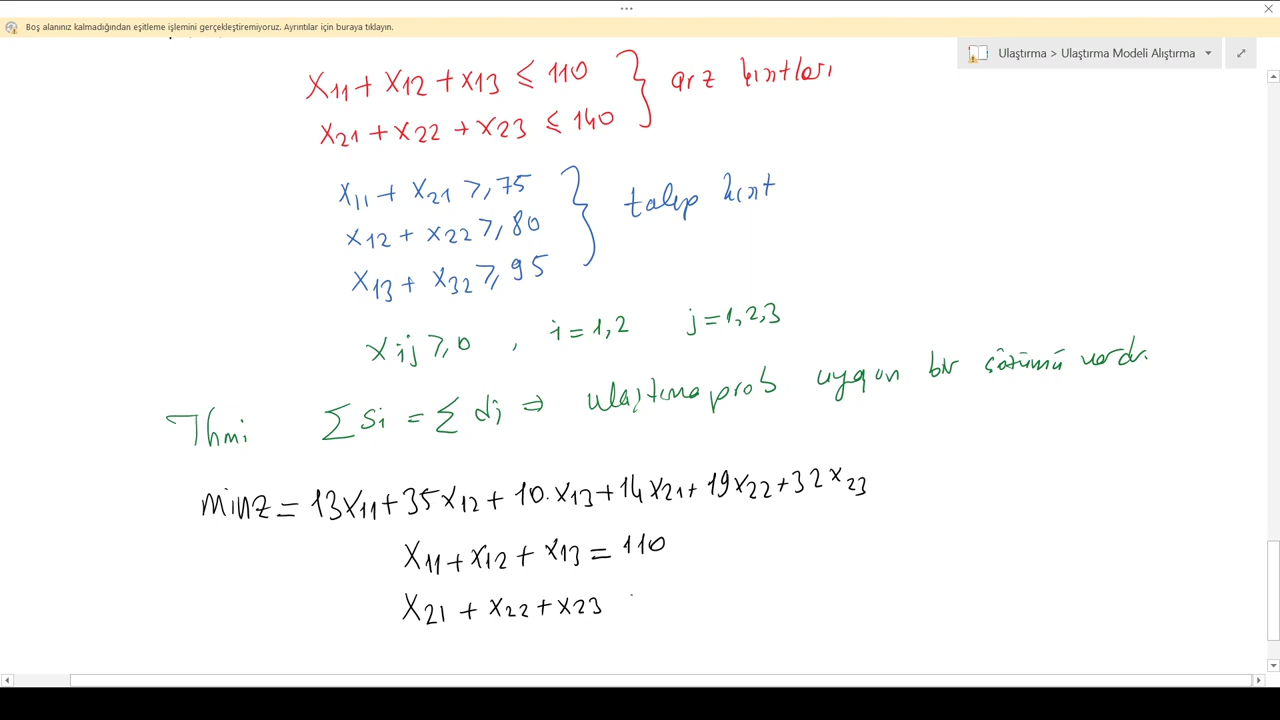 Boş alanınız kalmadığından eşitleme işlemini gerçekleştiremiyoruz. Ayrıntılar için buraya tıklayın.
Ulaştırma > Ulaştırma Modeli Alıştırma
x11 + x12 + x13 ≤ 110
arz kısıtları
x21 + x22 + x23 ≤ 140
x11 + x21 ≥ 75
talep kısıt
x12 + x22 ≥ 80
x13 + x32 ≥ 95
xij ≥ 0 , i = 1,2 j = 1,2,3
Thmi ∑ Si = ∑ dj ⇒ ulaştırma prob uygun bir çözümü vardır.
min z = 13x11 + 35x12 + 10.x13 + 14x21 + 19x22 + 32x23
x11 + x12 + x13 = 110
x21 + x22 + x23